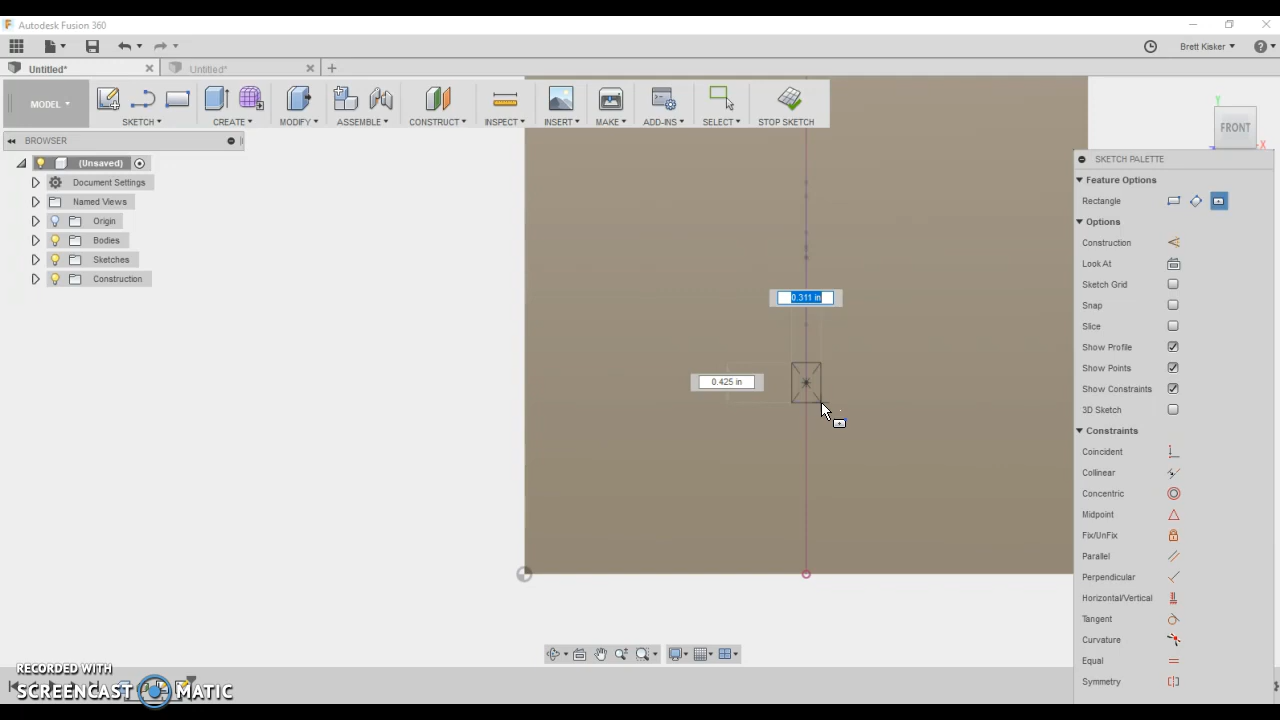 Autodesk Fusion 360
Brett Kisker
Untitled*
Untitled*
MODEL
SKETCH
CREATE
MODIFY
ASSEMBLE
CONSTRUCT
INSPECT
INSERT
MAKE
ADD-INS
SELECT
STOP SKETCH
Y
FRONT
X
BROWSER
(Unsaved)
Document Settings
Named Views
Origin
Bodies
Sketches
Construction
0.311 in
0.425 in
SKETCH PALETTE
Feature Options
Rectangle
Options
Construction
Look At
Sketch Grid
Snap
Slice
Show Profile
Show Points
Show Constraints
3D Sketch
Constraints
Coincident
Collinear
Concentric
Midpoint
Fix/UnFix
Parallel
Perpendicular
Horizontal/Vertical
Tangent
Curvature
Equal
Symmetry
RECORDED WITH
SCREENCAST MATIC